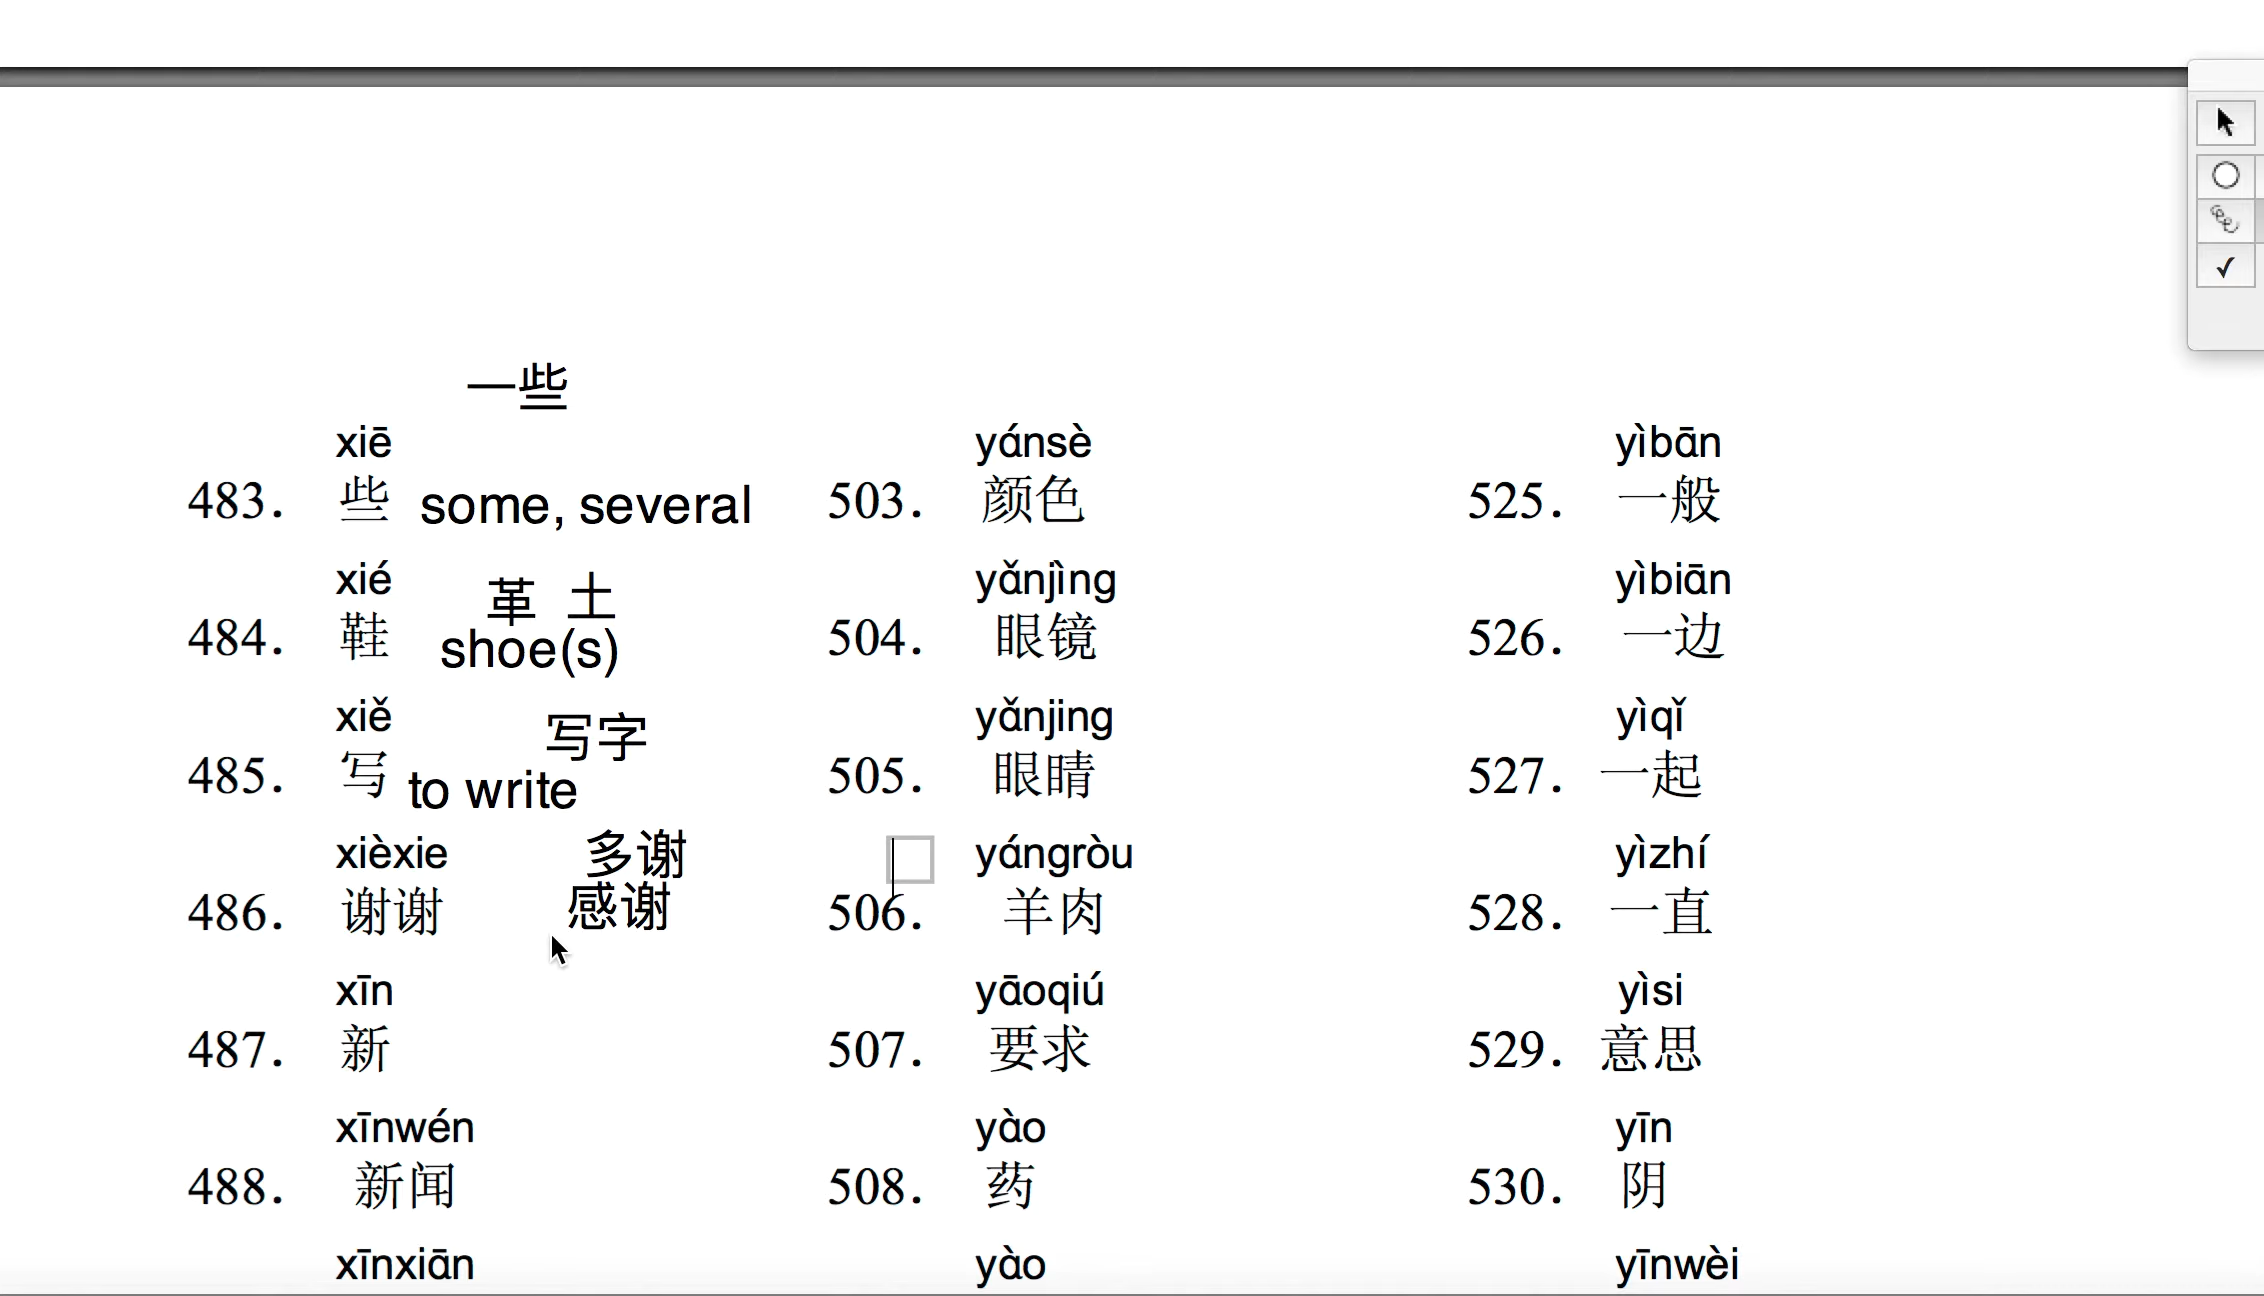 一些
xiē
483. 些 some, several
xié
革 土
484. 鞋 shoe(s)
xiě
写字
485. 写 to write
xièxie
多谢
486. 谢谢 感谢
xīn
487. 新
xīnwén
488. 新闻
xīnxiān
yánsè
503. 颜色
yǎnjìng
504. 眼镜
yǎnjing
505. 眼睛
yángròu
506. 羊肉
yāoqiú
507. 要求
yào
508. 药
yào
yìbān
525. 一般
yìbiān
526. 一边
yìqǐ
527. 一起
yìzhí
528. 一直
yìsi
529. 意思
yīn
530. 阴
yīnwèi